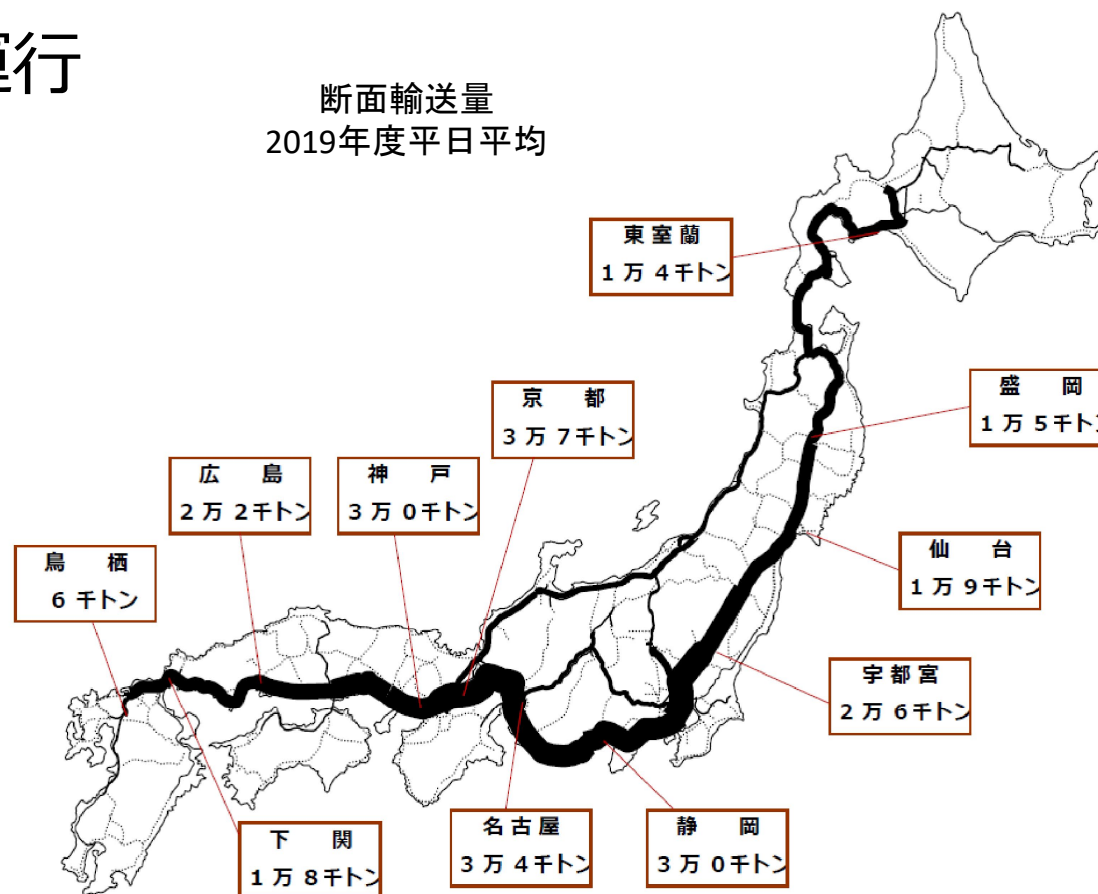 行
断面輸送量
2019年度平日平均
東室蘭
1万4千トン
盛岡
1万5千ト
京都
3万7千トン
広島
2万2千トン
神戸
3万0千トン
仙台
1万9千トン
鳥栖
6千トン
宇都宮
2万6千トン
名古屋
3万4千トン
静岡
3万0千トン
下関
1万8千トン